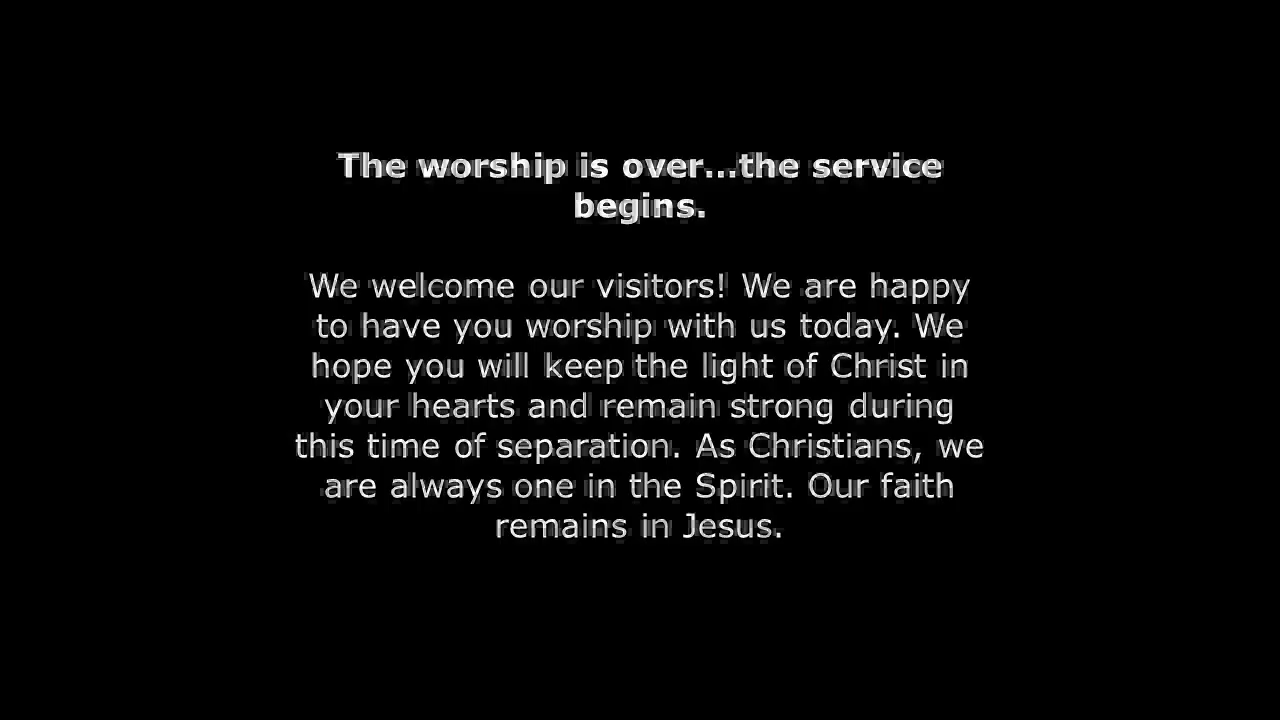 The worship is over...the service
begins.
We welcome our visitors! We are happy
to have you worship with us today. We
hope you will keep the light of Christ in
your hearts and remain strong during
this time of separation. As Christians, we
are always one in the Spirit. Our faith
remains in Jesus.